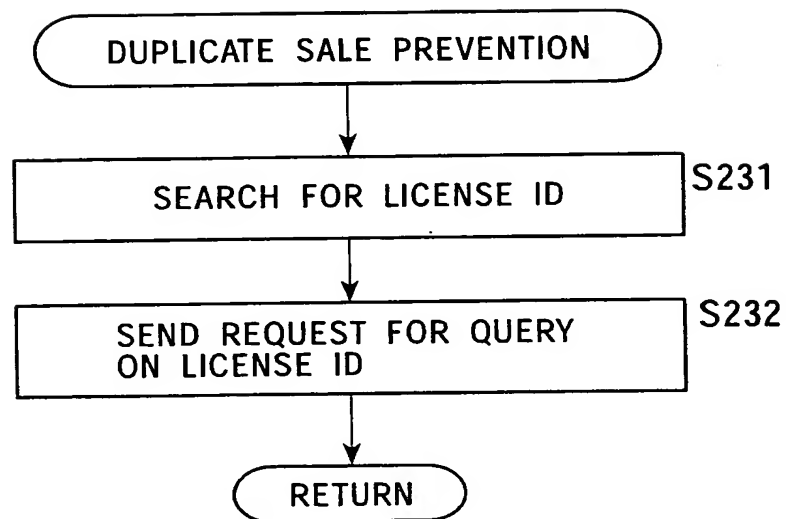 DUPLICATE SALE PREVENTION
SEARCH FOR LICENSE ID
S231
SEND REQUEST FOR QUERY
ON LICENSE ID
S232
RETURN